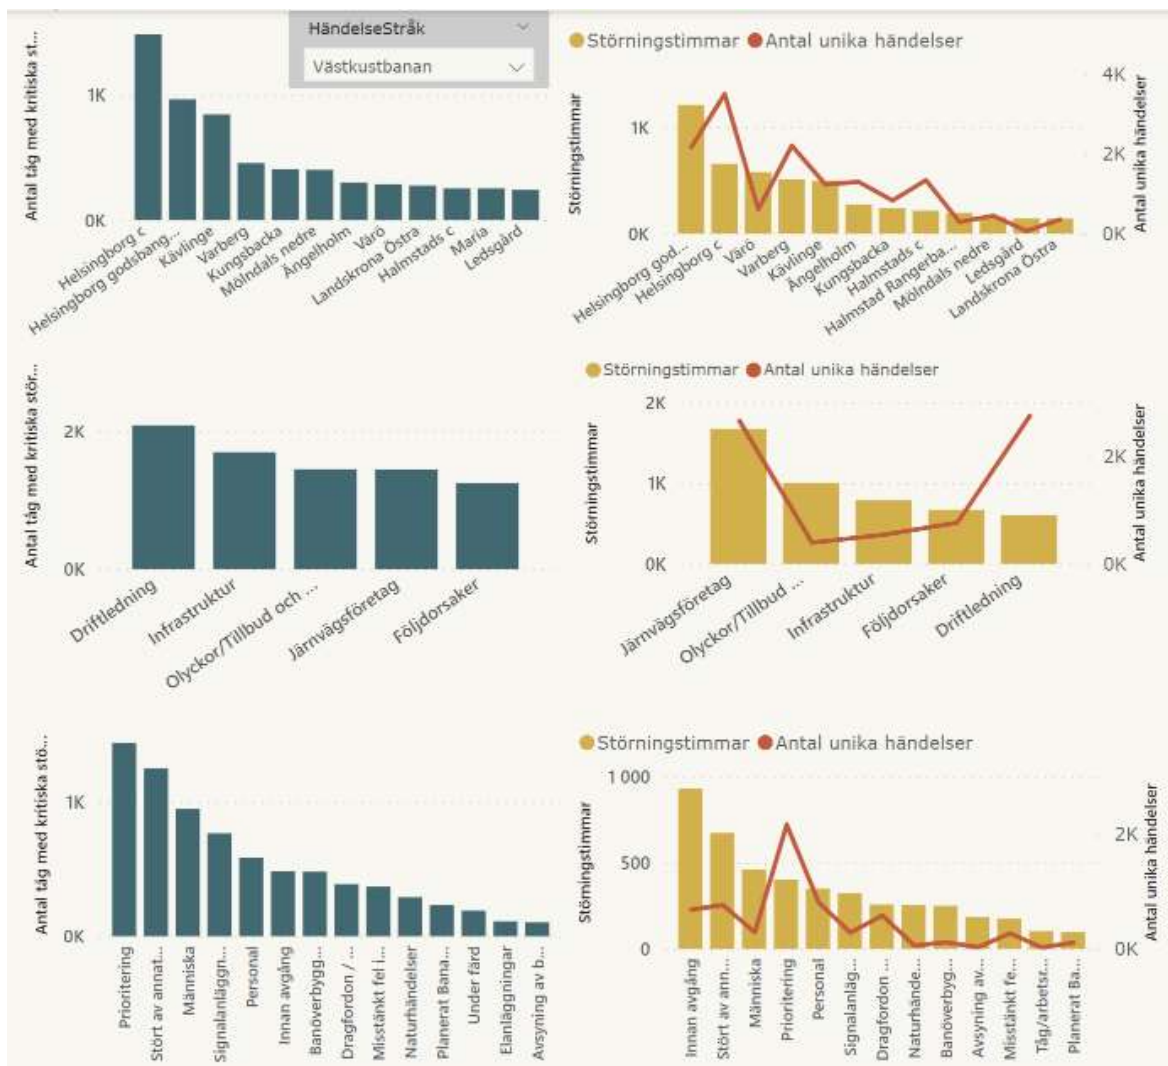 HändelseStråk
Västkustbanan
Antal tåg med kritiska st...
1K
0K
Helsingborg c
Helsingborg godsbang...
Kävlinge
Varberg
Kungsbacka
Mölndals nedre
Ängelholm
Värö
Landskrona Östra
Halmstads c
Maria
Ledsgård
Störningstimmar Antal unika händelser
Störningstimmar
1K
0K
4K
2K
0K
Antal unika händelser
Helsingborg god...
Helsingborg c
Värö
Varberg
Kävlinge
Ängelholm
Kungsbacka
Halmstads c
Halmstad Rangerba...
Mölndals nedre
Ledsgård
Landskrona Östra
Antal tåg med kritiska stör...
2K
0K
Driftledning
Infrastruktur
Olyckor/Tillbud och ...
Järnvägsföretag
Följdorsaker
Störningstimmar Antal unika händelser
Störningstimmar
2K
1K
0K
2K
0K
Antal unika händelser
Järnvägsföretag
Olyckor/Tillbud ...
Infrastruktur
Följdorsaker
Driftledning
Antal tåg med kritiska stö...
1K
0K
Prioritering
Stört av annat...
Människa
Signalanläggn...
Personal
Innan avgång
Banöverbygg...
Dragfordon / ...
Misstänkt fel i...
Naturhändelser
Planerat Bana...
Under färd
Elanläggningar
Avsyning av b...
Störningstimmar Antal unika händelser
Störningstimmar
1 000
500
0
2K
0K
Antal unika händelser
Innan avgång
Stört av ann...
Människa
Prioritering
Personal
Signalanläg...
Dragfordon ...
Naturhände...
Banöverbyg...
Avsyning av...
Misstänkt fe...
Tåg/arbetsr...
Planerat Ba...